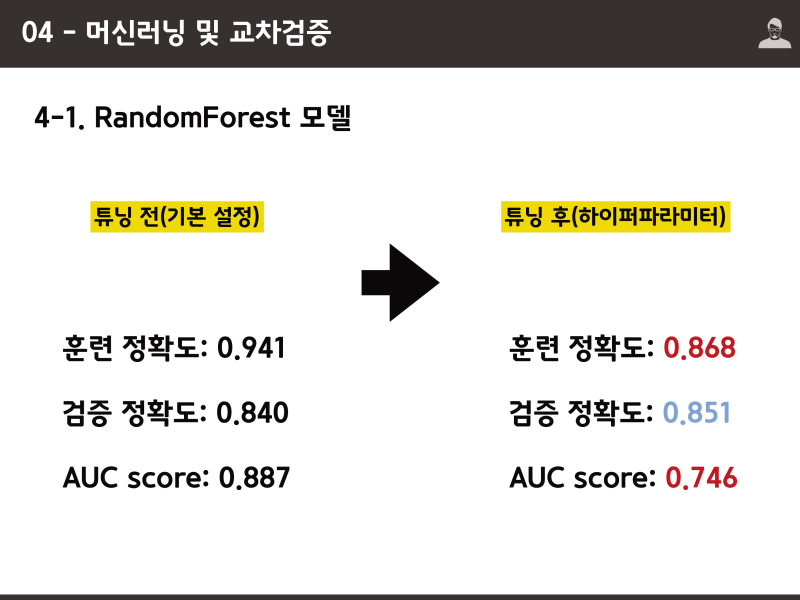 04 - 머신러닝 및 교차검증
4-1. RandomForest 모델
튜닝 전(기본 설정)
튜닝 후(하이퍼파라미터)
훈련 정확도: 0.941
검증 정확도: 0.840
AUC score: 0.887
훈련 정확도: 0.868
검증 정확도: 0.851
AUC score: 0.746